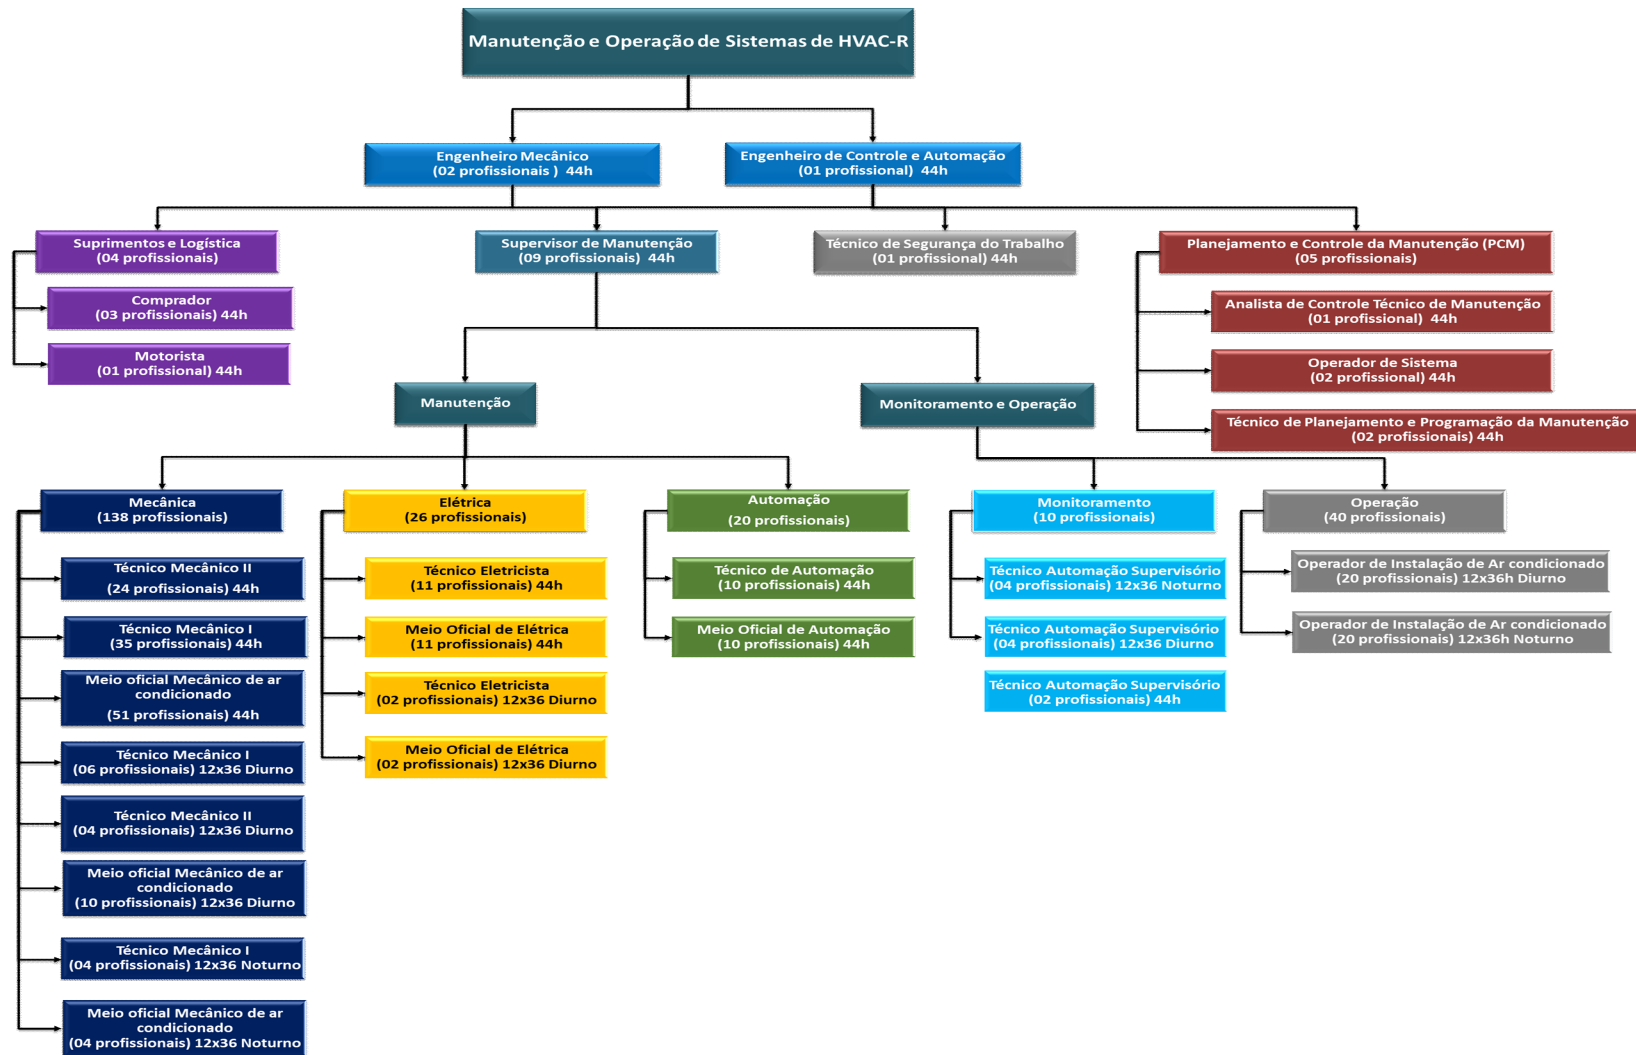 Manutenção e Operação de Sistemas de HVAC-R
Engenheiro Mecânico
(02 profissionais ) 44h
Engenheiro de Controle e Automação
(01 profissional) 44h
Suprimentos e Logística
(04 profissionais)
Comprador
(03 profissionais) 44h
Motorista
(01 profissional) 44h
Supervisor de Manutenção
(09 profissionais) 44h
Técnico de Segurança do Trabalho
(01 profissional) 44h
Planejamento e Controle da Manutenção (PCM)
(05 profissionais)
Analista de Controle Técnico de Manutenção
(01 profissional) 44h
Operador de Sistema
(02 profissional) 44h
Técnico de Planejamento e Programação da Manutenção
(02 profissionais) 44h
Manutenção
Monitoramento e Operação
Mecânica
(138 profissionais)
Técnico Mecânico II
(24 profissionais) 44h
Técnico Mecânico I
(35 profissionais) 44h
Meio oficial Mecânico de ar
condicionado
(51 profissionais) 44h
Técnico Mecânico I
(06 profissionais) 12x36 Diurno
Técnico Mecânico II
(04 profissionais) 12x36 Diurno
Meio oficial Mecânico de ar
condicionado
(10 profissionais) 12x36 Diurno
Técnico Mecânico I
(04 profissionais) 12x36 Noturno
Meio oficial Mecânico de ar
condicionado
(04 profissionais) 12x36 Noturno
Elétrica
(26 profissionais)
Técnico Eletricista
(11 profissionais) 44h
Meio Oficial de Elétrica
(11 profissionais) 44h
Técnico Eletricista
(02 profissionais) 12x36 Diurno
Meio Oficial de Elétrica
(02 profissionais) 12x36 Diurno
Automação
(20 profissionais)
Técnico de Automação
(10 profissionais) 44h
Meio Oficial de Automação
(10 profissionais) 44h
Monitoramento
(10 profissionais)
Técnico Automação Supervisório
(04 profissionais) 12x36 Noturno
Técnico Automação Supervisório
(04 profissionais) 12x36 Diurno
Técnico Automação Supervisório
(02 profissionais) 44h
Operação
(40 profissionais)
Operador de Instalação de Ar condicionado
(20 profissionais) 12x36h Diurno
Operador de Instalação de Ar condicionado
(20 profissionais) 12x36h Noturno